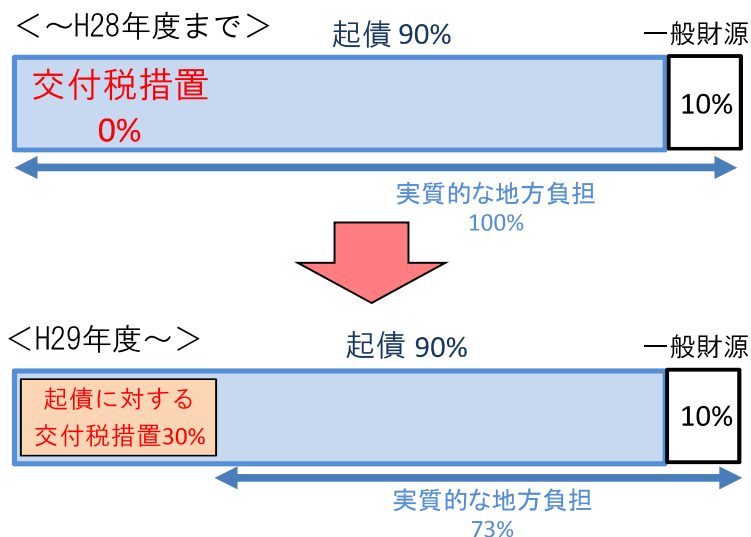 ＜～H28年度まで＞
起債 90%
一般財源
交付税措置
0%
10%
実質的な地方負担
100%
＜H29年度～＞
起債 90%
一般財源
起債に対する
交付税措置30%
10%
実質的な地方負担
73%